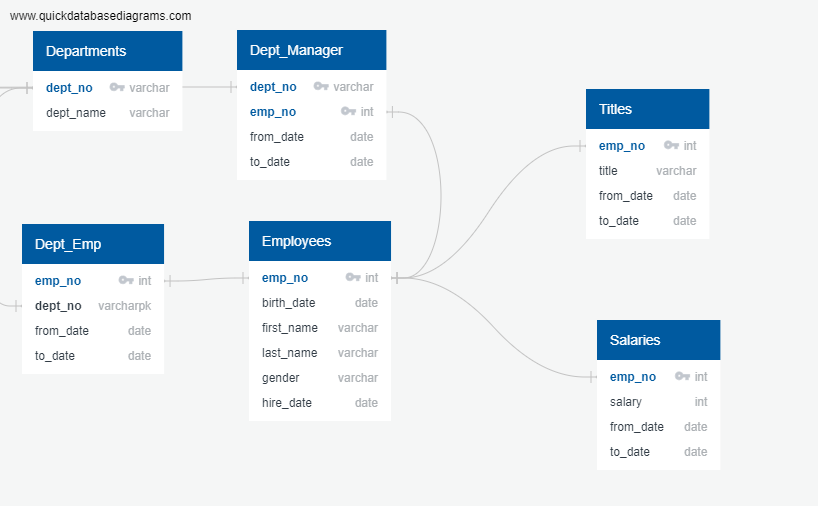 www.quickdatabasediagrams.com
Departments
dept_no varchar
dept_name varchar
Dept_Manager
dept_no varchar
emp_no int
from_date date
to_date date
Titles
emp_no int
title varchar
from_date date
to_date date
Dept_Emp
emp_no int
dept_no varcharpk
from_date date
to_date date
Employees
emp_no int
birth_date date
first_name varchar
last_name varchar
gender varchar
hire_date date
Salaries
emp_no int
salary int
from_date date
to_date date